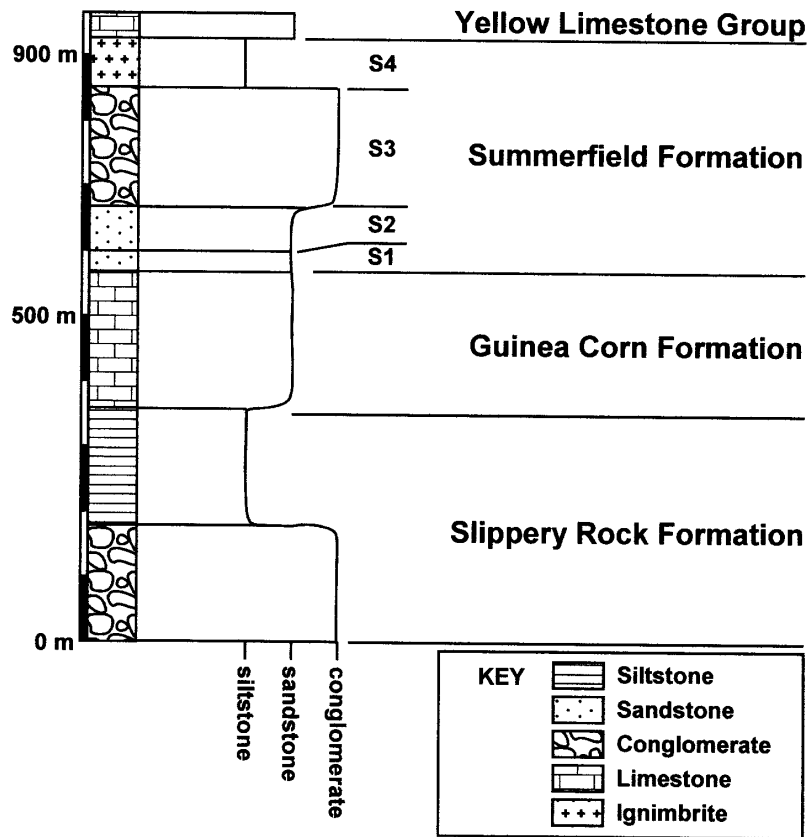 Yellow Limestone Group
900 m
S4
S3
Summerfield Formation
S2
S1
500 m
Guinea Corn Formation
Slippery Rock Formation
0 m
siltstone
sandstone
conglomerate
KEY
Siltstone
Sandstone
Conglomerate
Limestone
Ignimbrite